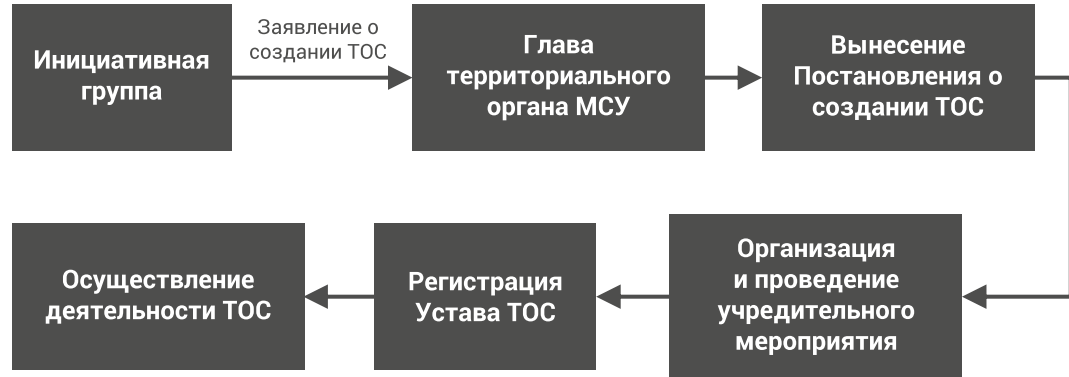 Инициативная
группа
Заявление о
создании ТОС
Глава
территориального
органа МСУ
Вынесение
Постановления о
создании ТОС
Организация
и проведение
учредительного
мероприятия
Регистрация
Устава ТОС
Осуществление
деятельности ТОС